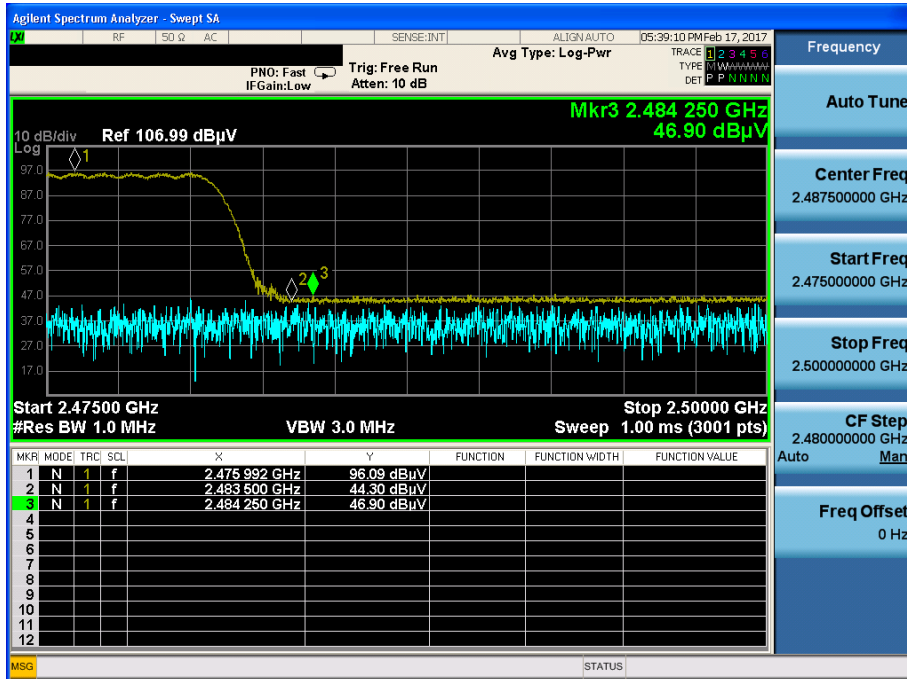 Agilent Spectrum Analyzer - Swept SA
LXI RF 50 Ω AC SENSE:INT ALIGN AUTO 05:39:10 PM Feb 17, 2017
PNO: Fast IFGain:Low
Trig: Free Run Atten: 10 dB
Avg Type: Log-Pwr
TRACE 1 2 3 4 5 6
TYPE M W
DET P P N N N N
Mkr3 2.484 250 GHz
46.90 dBµV
10 dB/div Ref 106.99 dBµV
Log
97.0
87.0
77.0
67.0
57.0
47.0
37.0
27.0
17.0
1
2
3
Start 2.47500 GHz Stop 2.50000 GHz
#Res BW 1.0 MHz VBW 3.0 MHz Sweep 1.00 ms (3001 pts)
MKR MODE TRC SCL X Y FUNCTION FUNCTION WIDTH FUNCTION VALUE
1 N 1 f 2.475 992 GHz 96.09 dBµV
2 N 1 f 2.483 500 GHz 44.30 dBµV
3 N 1 f 2.484 250 GHz 46.90 dBµV
4
5
6
7
8
9
10
11
12
MSG STATUS
Frequency
Auto Tune
Center Freq
2.487500000 GHz
Start Freq
2.475000000 GHz
Stop Freq
2.500000000 GHz
CF Step
2.480000000 GHz
Auto Man
Freq Offset
0 Hz